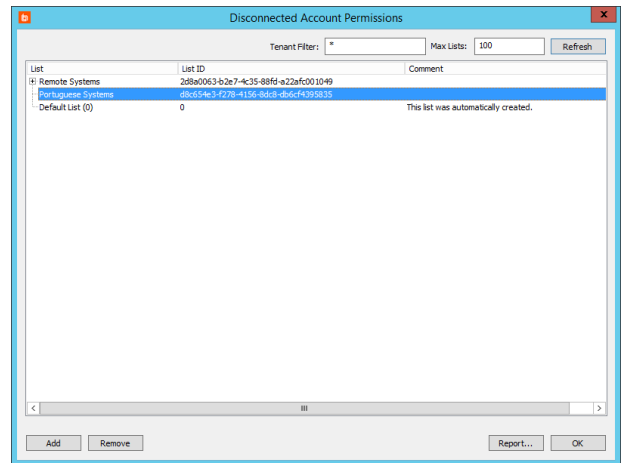 Disconnected Account Permissions
x
Tenant Filter: * Max Lists: 100 Refresh
List List ID Comment
Remote Systems 2d8a0063-b2e7-4c35-88fd-a22afc001049
Portuguese Systems d8c654e3-f278-4156-8dc8-db6cf4395835
Default List (0) 0 This list was automatically created.
Add Remove Report... OK